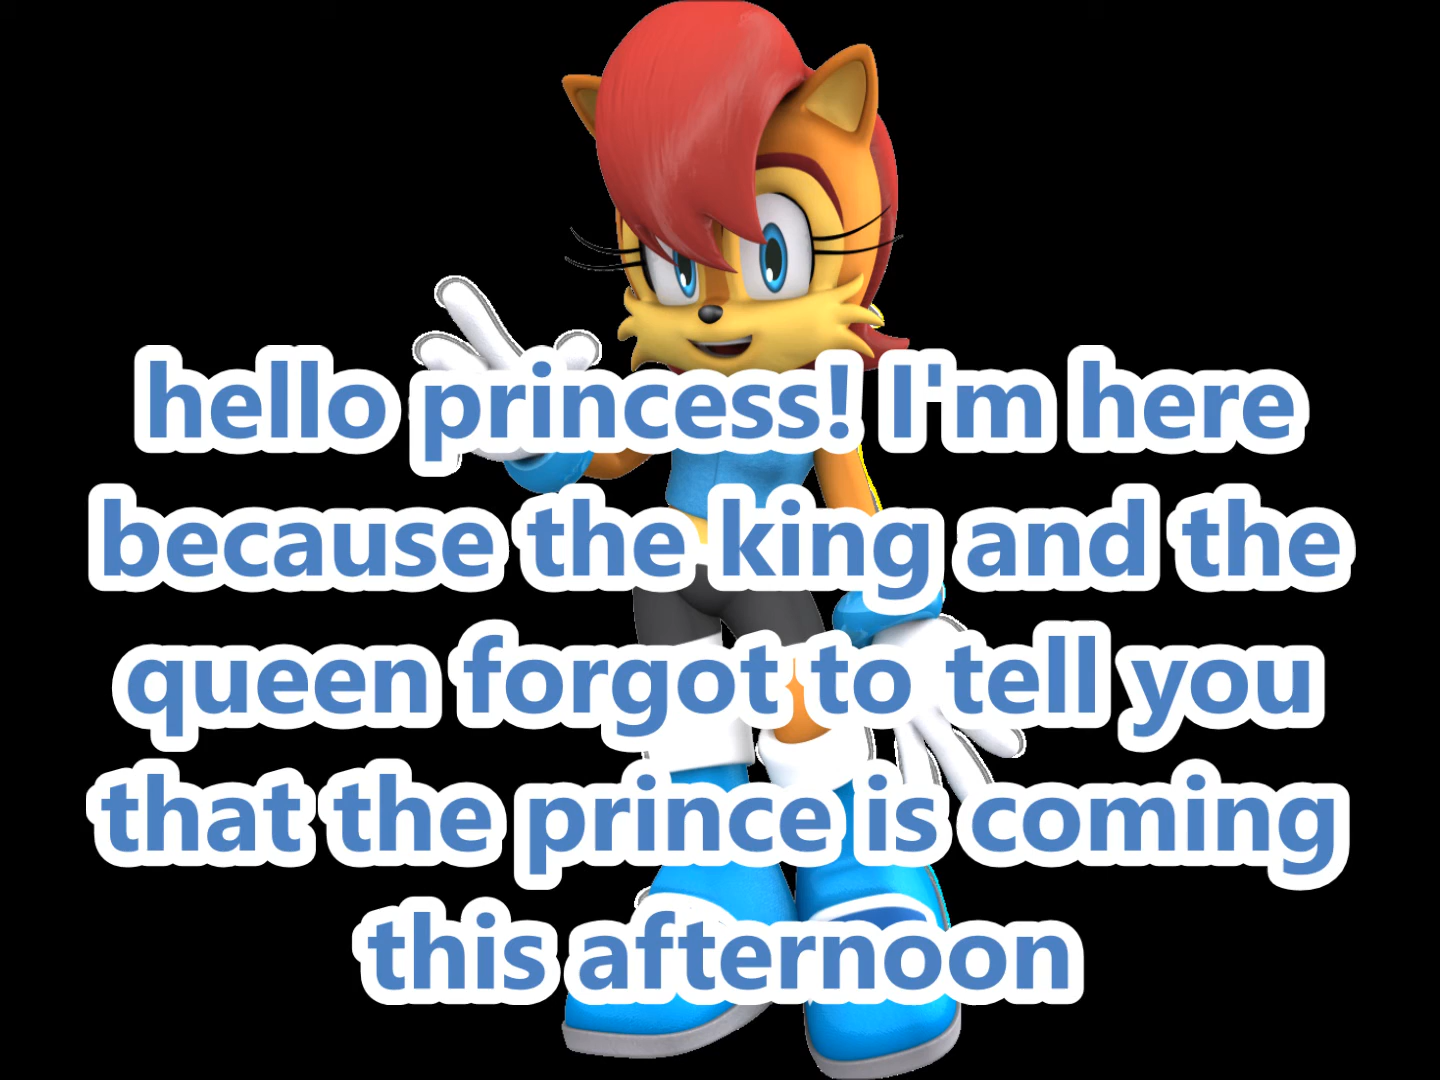 hello princess! I'm here
because the king and the
queen forgot to tell you
that the prince is coming
this afternoon